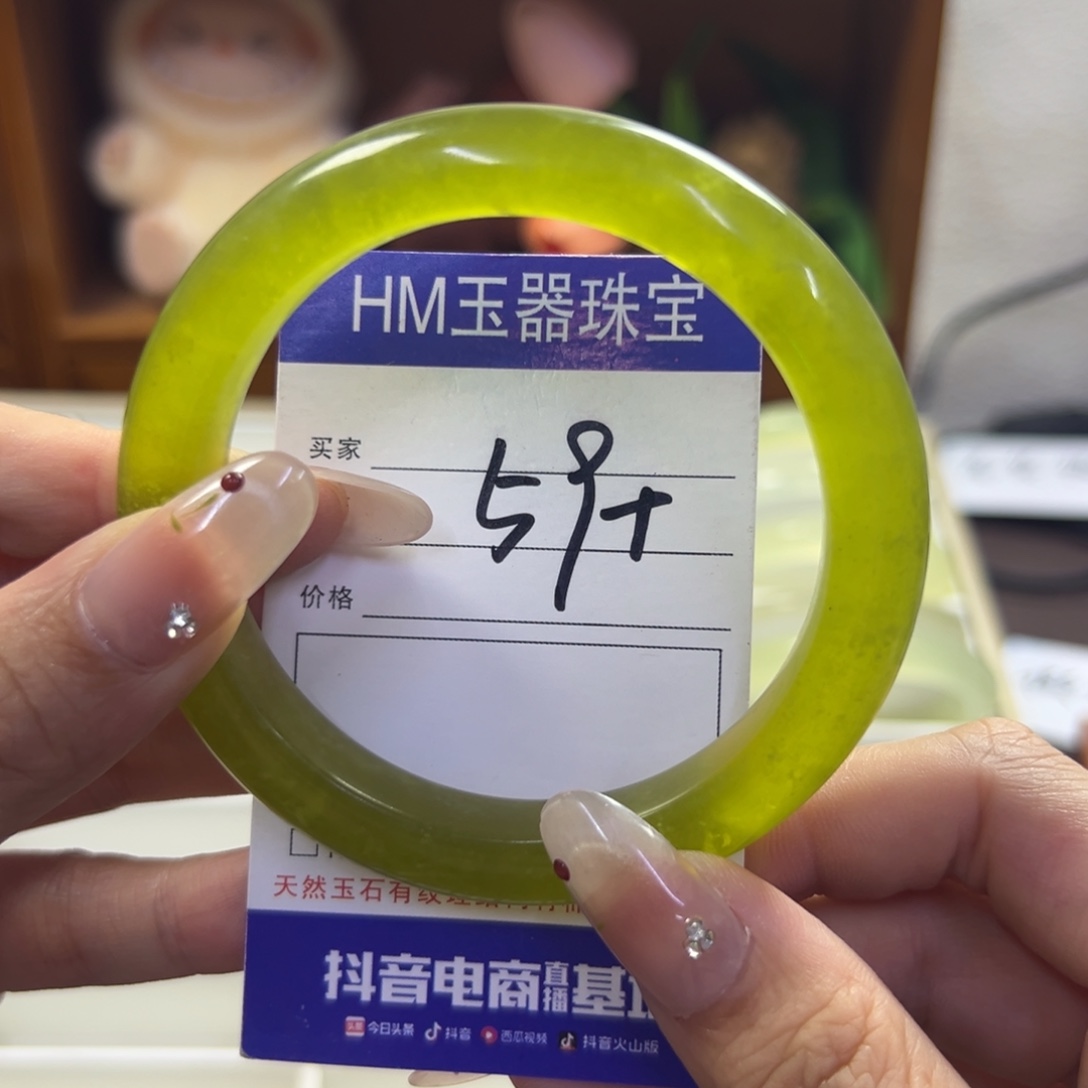 HM玉器珠宝
买家
59+
价格
天然玉石有纹理
抖音电商直播基
今日头条 抖音 西瓜视频 抖音火山版